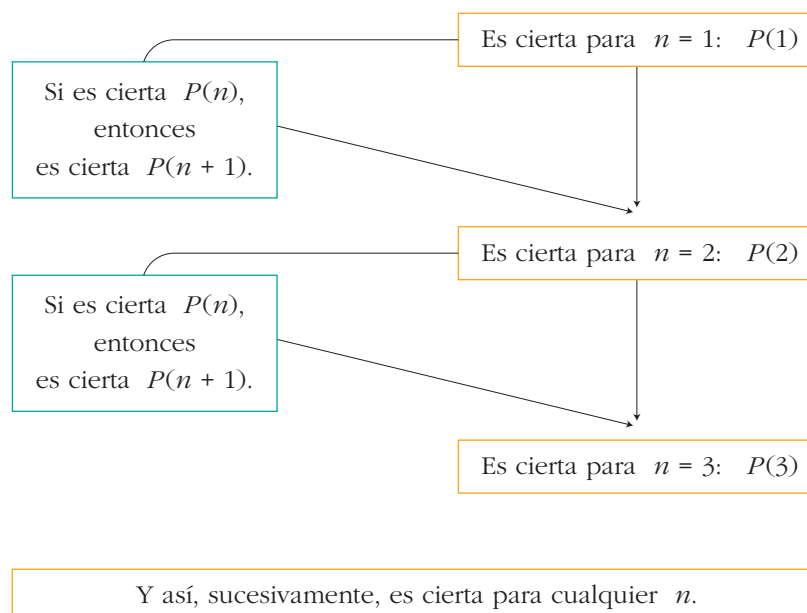 Es cierta para n = 1: P(1)
Si es cierta P(n),
entonces
es cierta P(n + 1).
Es cierta para n = 2: P(2)
Si es cierta P(n),
entonces
es cierta P(n + 1).
Es cierta para n = 3: P(3)
Y así, sucesivamente, es cierta para cualquier n.